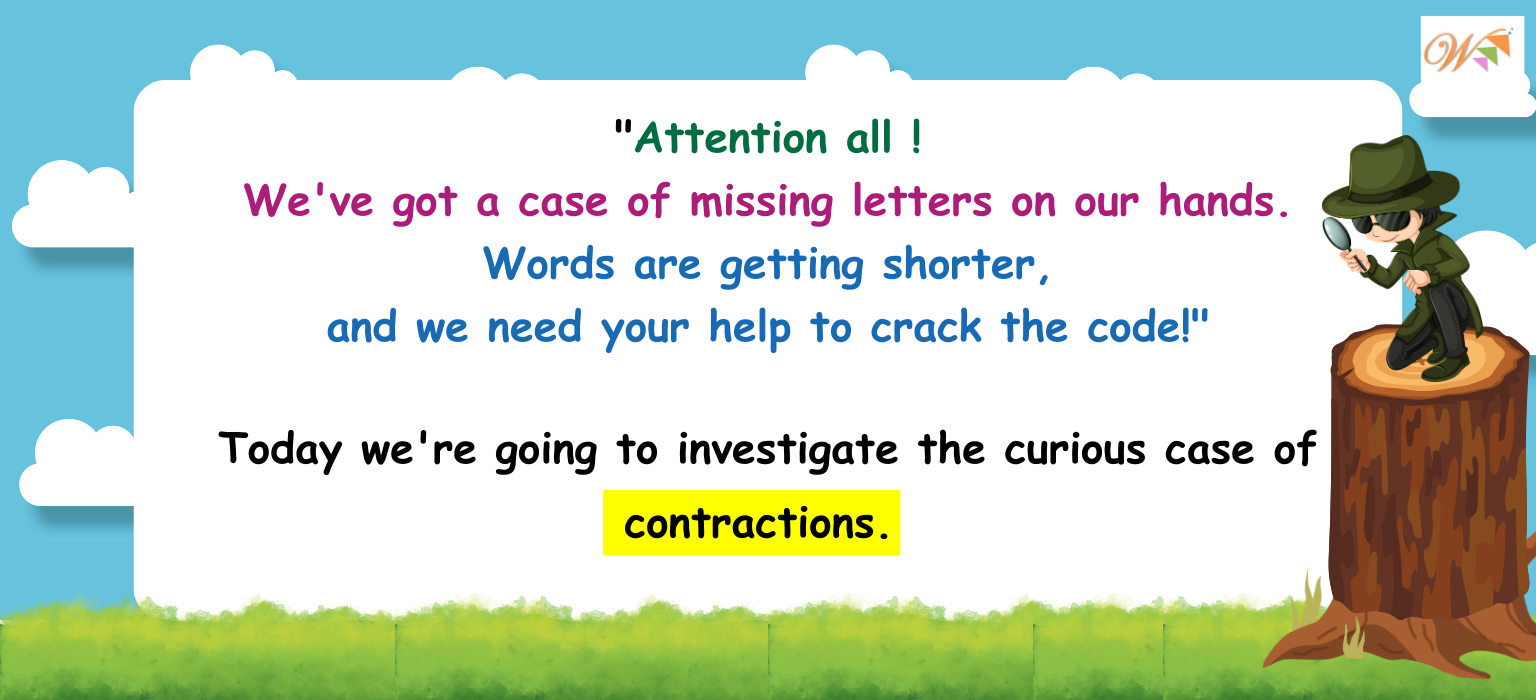 "Attention all !
We've got a case of missing letters on our hands.
Words are getting shorter,
and we need your help to crack the code!"
Today we're going to investigate the curious case of
contractions.
W